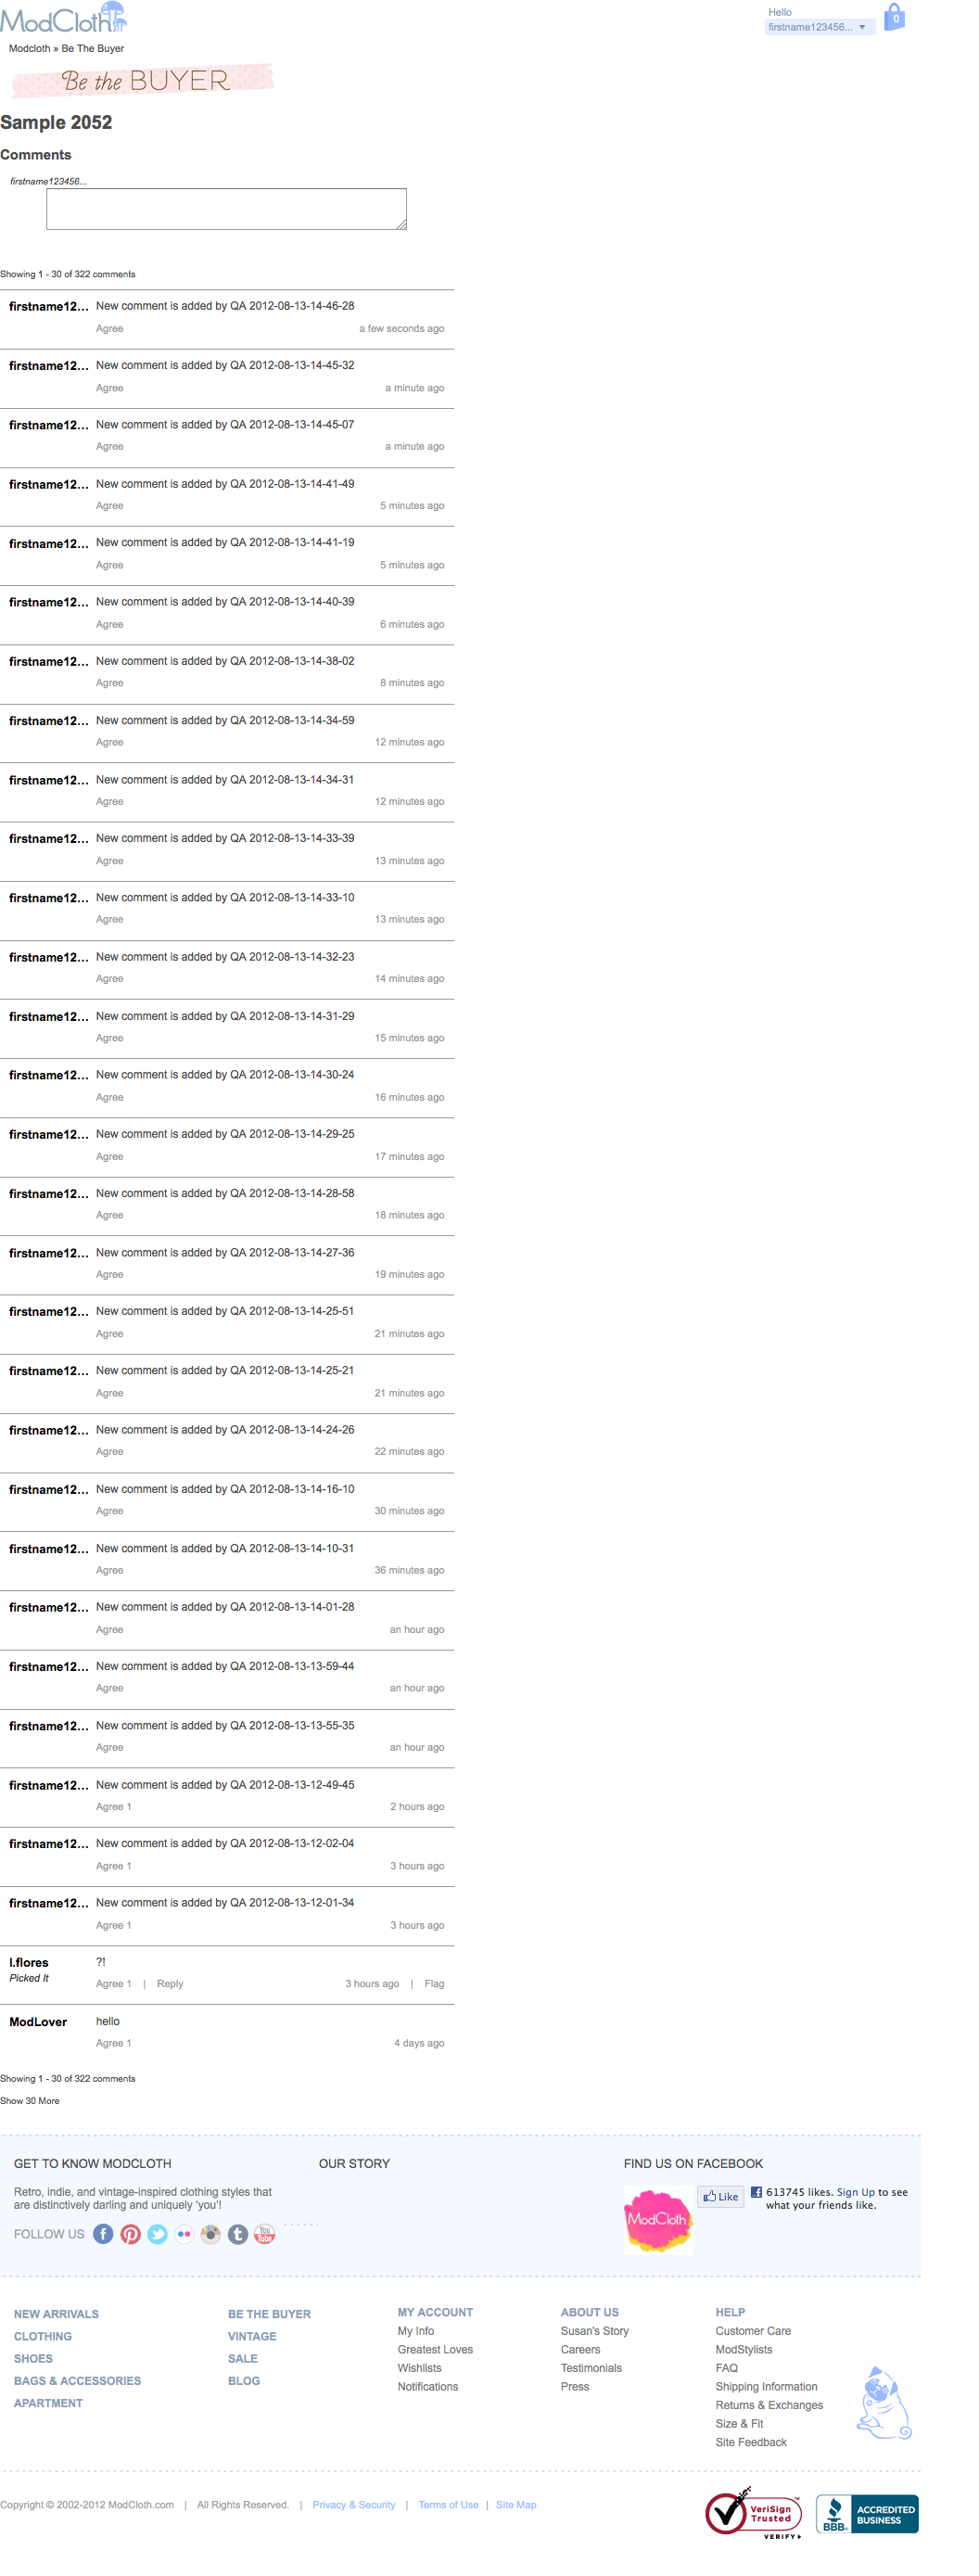 ModCloth
Hello
firstname123456...
0
Modcloth » Be The Buyer
Be the BUYER
Sample 2052
Comments
firstname123456...
Showing 1 - 30 of 322 comments
firstname12... New comment is added by QA 2012-08-13-14-46-28
Agree a few seconds ago
firstname12... New comment is added by QA 2012-08-13-14-45-32
Agree a minute ago
firstname12... New comment is added by QA 2012-08-13-14-45-07
Agree a minute ago
firstname12... New comment is added by QA 2012-08-13-14-41-49
Agree 5 minutes ago
firstname12... New comment is added by QA 2012-08-13-14-41-19
Agree 5 minutes ago
firstname12... New comment is added by QA 2012-08-13-14-40-39
Agree 6 minutes ago
firstname12... New comment is added by QA 2012-08-13-14-38-02
Agree 8 minutes ago
firstname12... New comment is added by QA 2012-08-13-14-34-59
Agree 12 minutes ago
firstname12... New comment is added by QA 2012-08-13-14-34-31
Agree 12 minutes ago
firstname12... New comment is added by QA 2012-08-13-14-33-39
Agree 13 minutes ago
firstname12... New comment is added by QA 2012-08-13-14-33-10
Agree 13 minutes ago
firstname12... New comment is added by QA 2012-08-13-14-32-23
Agree 14 minutes ago
firstname12... New comment is added by QA 2012-08-13-14-31-29
Agree 15 minutes ago
firstname12... New comment is added by QA 2012-08-13-14-30-24
Agree 16 minutes ago
firstname12... New comment is added by QA 2012-08-13-14-29-25
Agree 17 minutes ago
firstname12... New comment is added by QA 2012-08-13-14-28-58
Agree 18 minutes ago
firstname12... New comment is added by QA 2012-08-13-14-27-36
Agree 19 minutes ago
firstname12... New comment is added by QA 2012-08-13-14-25-51
Agree 21 minutes ago
firstname12... New comment is added by QA 2012-08-13-14-25-21
Agree 21 minutes ago
firstname12... New comment is added by QA 2012-08-13-14-24-26
Agree 22 minutes ago
firstname12... New comment is added by QA 2012-08-13-14-16-10
Agree 30 minutes ago
firstname12... New comment is added by QA 2012-08-13-14-10-31
Agree 36 minutes ago
firstname12... New comment is added by QA 2012-08-13-14-01-28
Agree an hour ago
firstname12... New comment is added by QA 2012-08-13-13-59-44
Agree an hour ago
firstname12... New comment is added by QA 2012-08-13-13-55-35
Agree an hour ago
firstname12... New comment is added by QA 2012-08-13-12-49-45
Agree 1 2 hours ago
firstname12... New comment is added by QA 2012-08-13-12-02-04
Agree 1 3 hours ago
firstname12... New comment is added by QA 2012-08-13-12-01-34
Agree 1 3 hours ago
l.flores ?!
Picked It
Agree 1 | Reply 3 hours ago | Flag
ModLover hello
Agree 1 4 days ago
Showing 1 - 30 of 322 comments
Show 30 More
GET TO KNOW MODCLOTH
Retro, indie, and vintage-inspired clothing styles that
are distinctively darling and uniquely 'you'!
FOLLOW US
f
t
You Tube
OUR STORY
FIND US ON FACEBOOK
ModCloth
Like
613745 likes. Sign Up to see
what your friends like.
NEW ARRIVALS
CLOTHING
SHOES
BAGS & ACCESSORIES
APARTMENT
BE THE BUYER
VINTAGE
SALE
BLOG
MY ACCOUNT
My Info
Greatest Loves
Wishlists
Notifications
ABOUT US
Susan's Story
Careers
Testimonials
Press
HELP
Customer Care
ModStylists
FAQ
Shipping Information
Returns & Exchanges
Size & Fit
Site Feedback
Copyright © 2002-2012 ModCloth.com | All Rights Reserved. | Privacy & Security | Terms of Use | Site Map
VeriSign
Trusted
VERIFY
BBB.
ACCREDITED
BUSINESS